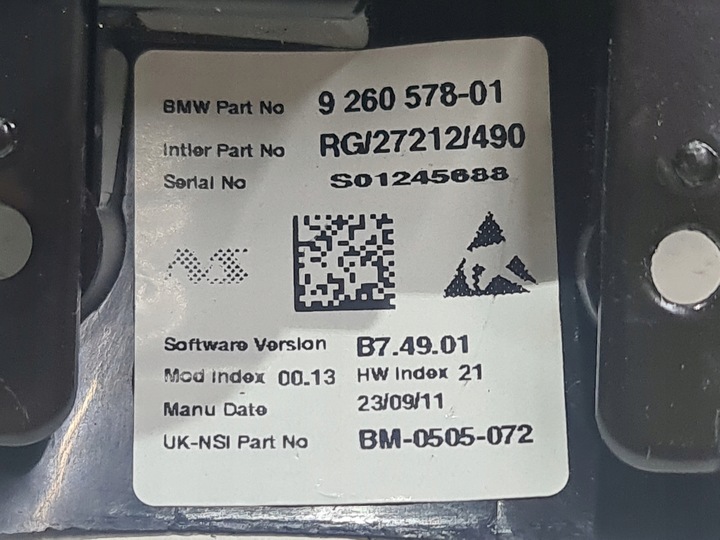 BMW Part No 9 260 578-01
Intier Part No RG/27212/490
Serial No S01245688
NS
Software Version B7.49.01
Mod Index 00.13 HW Index 21
Manu Date 23/09/11
UK-NSI Part No BM-0505-072